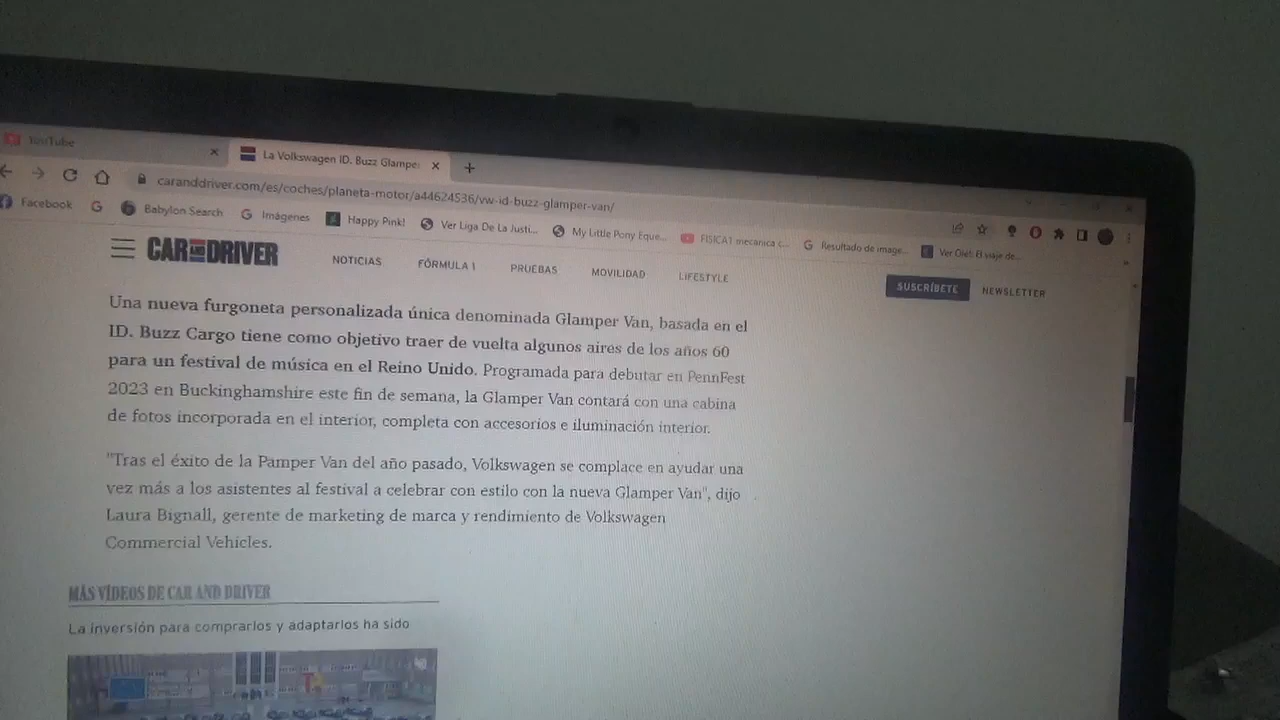 YouTube
La Volkswagen ID. Buzz Glampe
caranddriver.com/es/coches/planeta-motor/a44624536/vw-id-buzz-glamper-van/
Facebook Babylon Search Imágenes Happy Pink! Ver Liga De La Justi... My Little Pony Eque... FISICA1 mecanica c... Resultado de image... Ver Olét: El viaje de...
CAR AND DRIVER NOTICIAS FÓRMULA 1 PRUEBAS MOVILIDAD LIFESTYLE SUSCRÍBETE NEWSLETTER
Una nueva furgoneta personalizada única denominada Glamper Van, basada en el
ID. Buzz Cargo tiene como objetivo traer de vuelta algunos aires de los años 60
para un festival de música en el Reino Unido. Programada para debutar en PennFest
2023 en Buckinghamshire este fin de semana, la Glamper Van contará con una cabina
de fotos incorporada en el interior, completa con accesorios e iluminación interior.
"Tras el éxito de la Pamper Van del año pasado, Volkswagen se complace en ayudar una
vez más a los asistentes al festival a celebrar con estilo con la nueva Glamper Van", dijo
Laura Bignall, gerente de marketing de marca y rendimiento de Volkswagen
Commercial Vehicles.
MÁS VÍDEOS DE CAR AND DRIVER
La inversión para comprarlos y adaptarlos ha sido